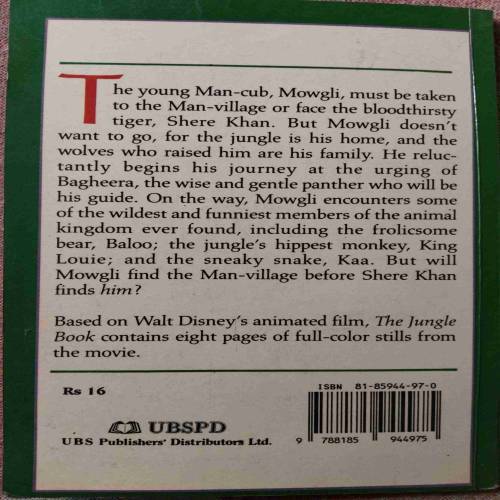 The young Man-cub, Mowgli, must be taken
to the Man-village or face the bloodthirsty
tiger, Shere Khan. But Mowgli doesn't
want to go, for the jungle is his home, and the
wolves who raised him are his family. He reluc-
tantly begins his journey at the urging of
Bagheera, the wise and gentle panther who will be
his guide. On the way, Mowgli encounters some
of the wildest and funniest members of the animal
kingdom ever found, including the frolicsome
bear, Baloo; the jungle's hippest monkey, King
Louie; and the sneaky snake, Kaa. But will
Mowgli find the Man-village before Shere Khan
finds him?
Based on Walt Disney's animated film, The Jungle
Book contains eight pages of full-color stills from
the movie.
Rs 16
UBSPD
UBS Publishers' Distributors Ltd.
ISBN 81-85944-97-0
9 788185 944975